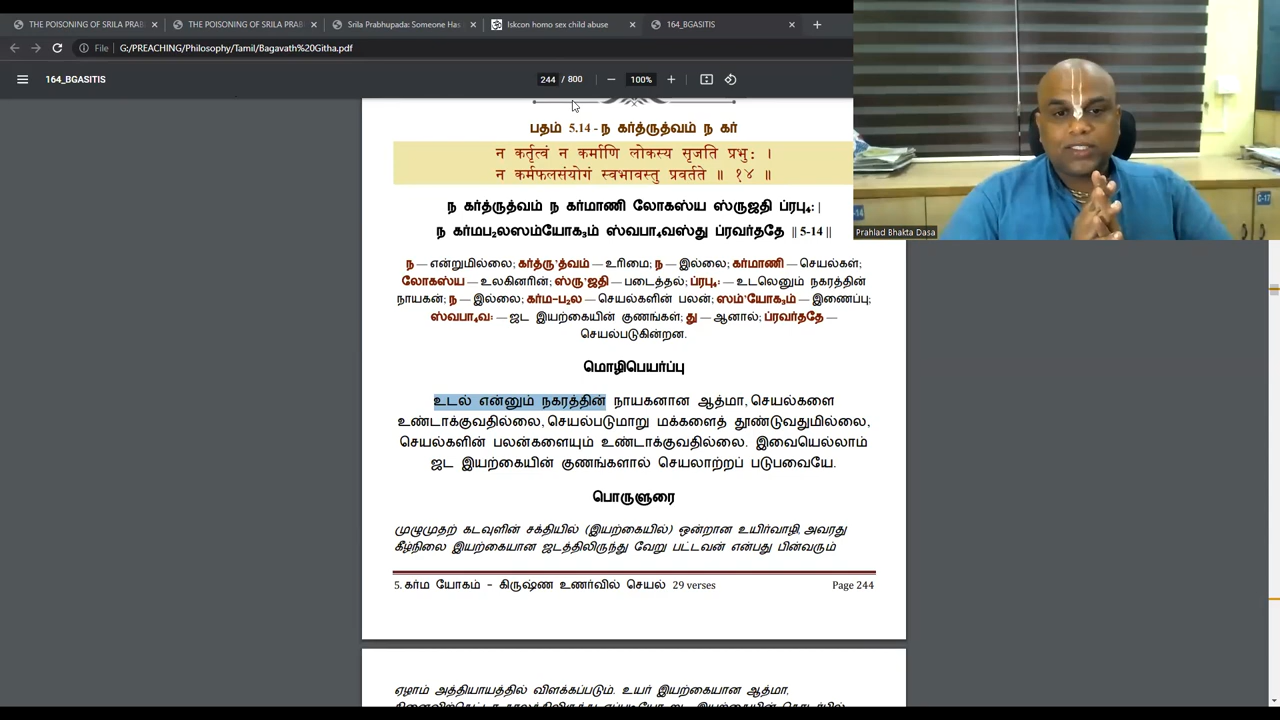 THE POISONING OF SRILA PRAB
THE POISONING OF SRILA PRAB
Srila Prabhupada: Someone Has
Iskcon homo sex child abuse
164_BGASITIS
File G:/PREACHING/Philosophy/Tamil/Bagavath%20Githa.pdf
164_BGASITIS
244 / 800
100%
பதம் 5.14 - ந கர்த்ருத்வம் ந கர்
न कर्तृत्वं न कर्माणि लोकस्य सृजति प्रभु: ।
न कर्मफलसंयोगं स्वभावस्तु प्रवर्तते ॥ १४ ॥
ந கர்த்ருத்வம் ந கர்மாணி லோகஸ்ய ஸ்ருஜதி ப்ரபு₄: |
ந கர்மப₂லஸம்யோக₃ம் ஸ்வபா₄வஸ்து ப்ரவர்ததே || 5-14 ||
ந — என்றுமில்லை; கர்த்ரு'த்வம் — உரிமை; ந — இல்லை; கர்மாணி — செயல்கள்;
லோகஸ்ய — உலகினரின்; ஸ்ரு'ஜதி — படைத்தல்; ப்ரபு₄: — உடலெனும் நகரத்தின்
நாயகன்; ந — இல்லை; கர்ம-ப₂ல — செயல்களின் பலன்; ஸம்'யோக₃ம் — இணைப்பு;
ஸ்வபா₄வ: — ஜட இயற்கையின் குணங்கள்; து — ஆனால்; ப்ரவர்ததே —
செயல்படுகின்றன.
மொழிபெயர்ப்பு
உடல் என்னும் நகரத்தின் நாயகனான ஆத்மா, செயல்களை
உண்டாக்குவதில்லை, செயல்படுமாறு மக்களைத் தூண்டுவதுமில்லை,
செயல்களின் பலன்களையும் உண்டாக்குவதில்லை. இவையெல்லாம்
ஜட இயற்கையின் குணங்களால் செயலாற்றப் படுபவையே.
பொருளுரை
முழுமுதற் கடவுளின் சக்தியில் (இயற்கையில்) ஒன்றான உயிர்வாழி, அவரது
கீழ்நிலை இயற்கையான ஜடத்திலிருந்து வேறு பட்டவன் என்பது பின்வரும்
5. கர்ம யோகம் - கிருஷ்ண உணர்வில் செயல் 29 verses Page 244
ஏழாம் அத்தியாயத்தில் விளக்கப்படும். உயர் இயற்கையான ஆத்மா,
Prahlad Bhakta Dasa
-14
C-17